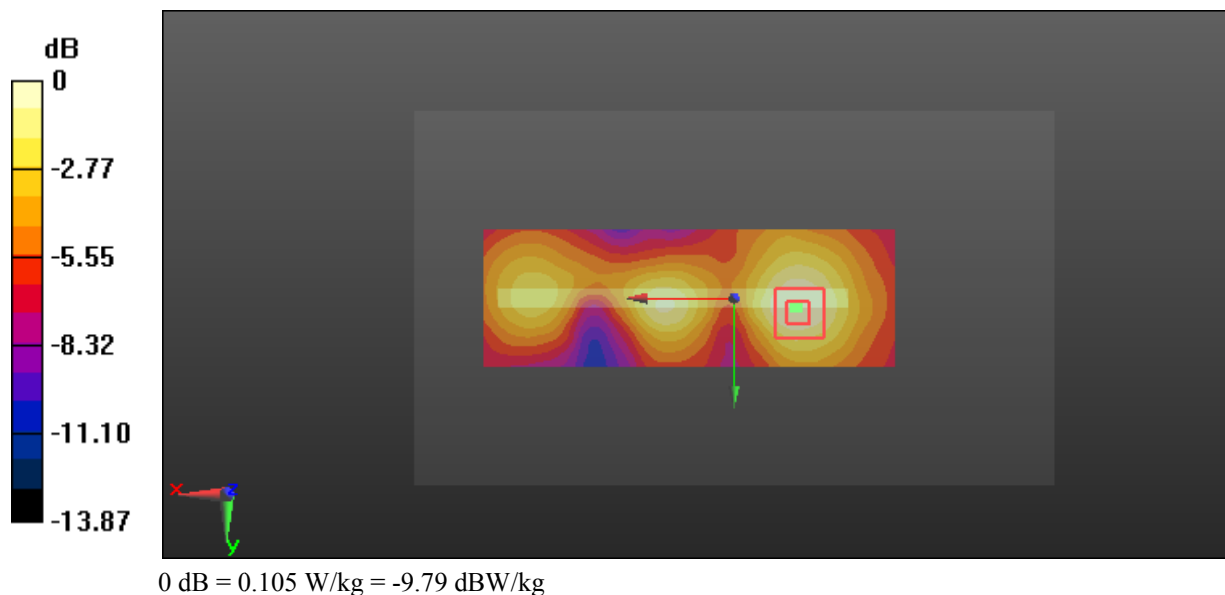 dB
0
-2.77
-5.55
-8.32
-11.10
-13.87
x z
y
0 dB = 0.105 W/kg = -9.79 dBW/kg